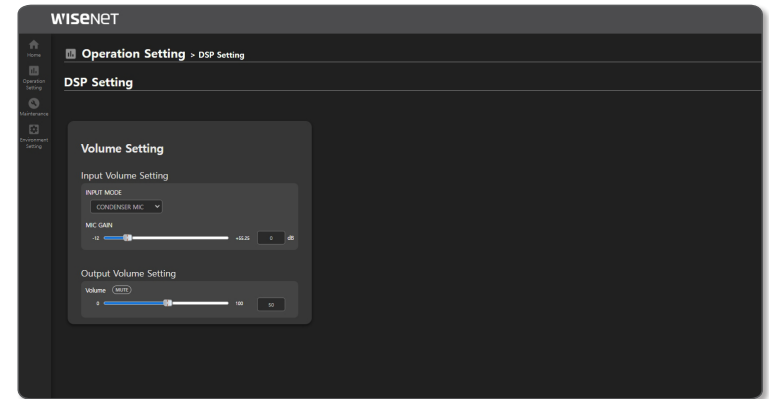 WISENET
Home
Operation
Setting
Maintenance
Environment
Setting
Operation Setting > DSP Setting
DSP Setting
Volume Setting
Input Volume Setting
INPUT MODE
CONDENSER MIC
MIC GAIN
-12 +55.25 0 dB
Output Volume Setting
Volume MUTE
0 100 50